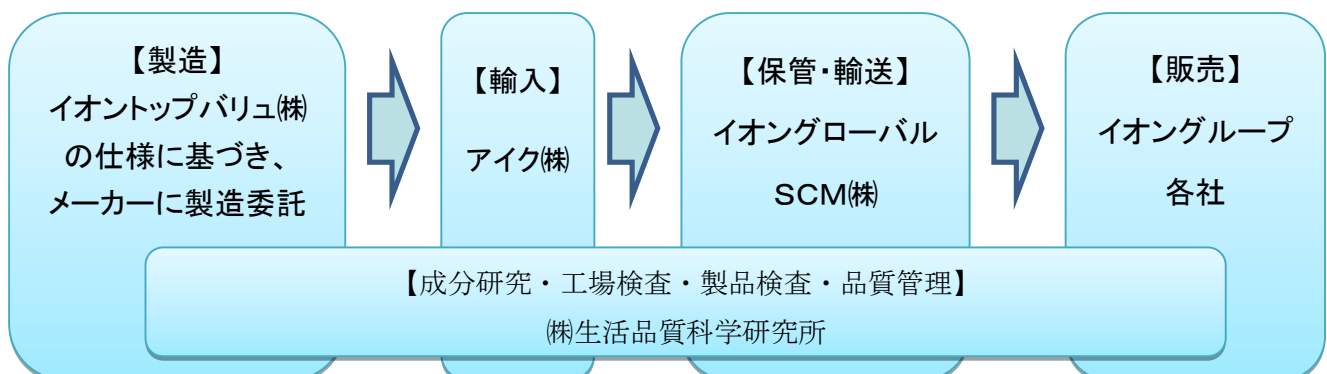 【製造】
イオントップバリュ㈱
の仕様に基づき、
メーカーに製造委託
【輸入】
アイク㈱
【保管・輸送】
イオングローバル
SCM㈱
【販売】
イオングループ
各社
【成分研究・工場検査・製品検査・品質管理】
㈱生活品質科学研究所